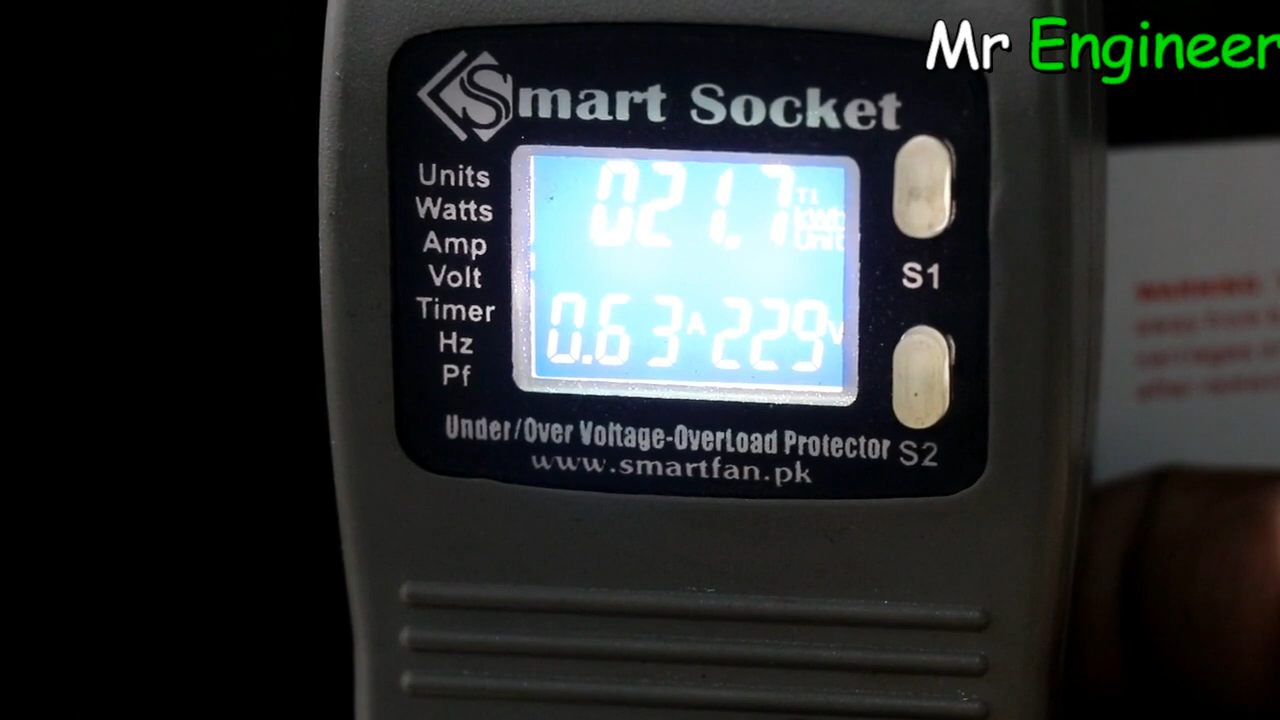 Mr Engineer
Smart Socket
Units
Watts
Amp
Volt
Timer
Hz
Pf
021.7 T1 kWh Unit
0.63 A 229 V
S1
S2
Under/Over Voltage-OverLoad Protector
www.smartfan.pk
WARNING: